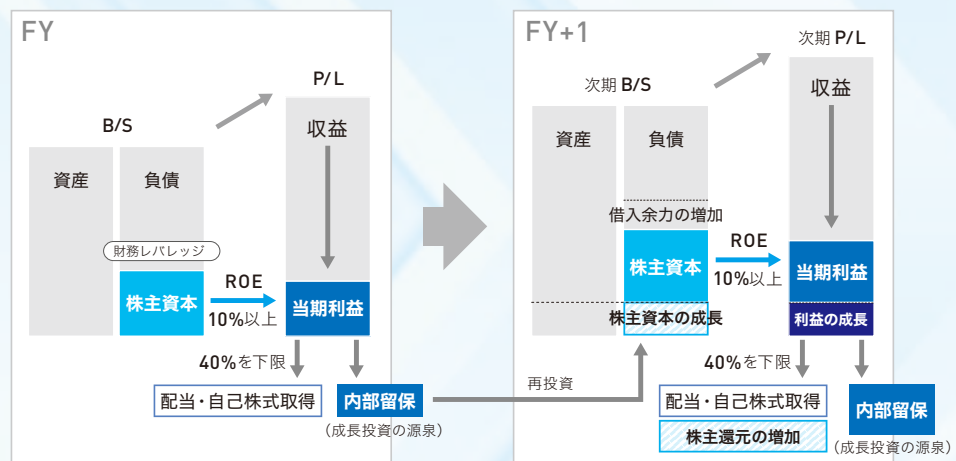 FY
P/L
B/S
収益
資産
負債
財務レバレッジ
株主資本
ROE
10%以上
当期利益
40%を下限
配当・自己株式取得
内部留保
(成長投資の源泉)
再投資
FY+1
次期 P/L
次期 B/S
収益
資産
負債
借入余力の増加
株主資本
ROE
10%以上
当期利益
株主資本の成長
利益の成長
40%を下限
配当・自己株式取得
株主還元の増加
内部留保
(成長投資の源泉)